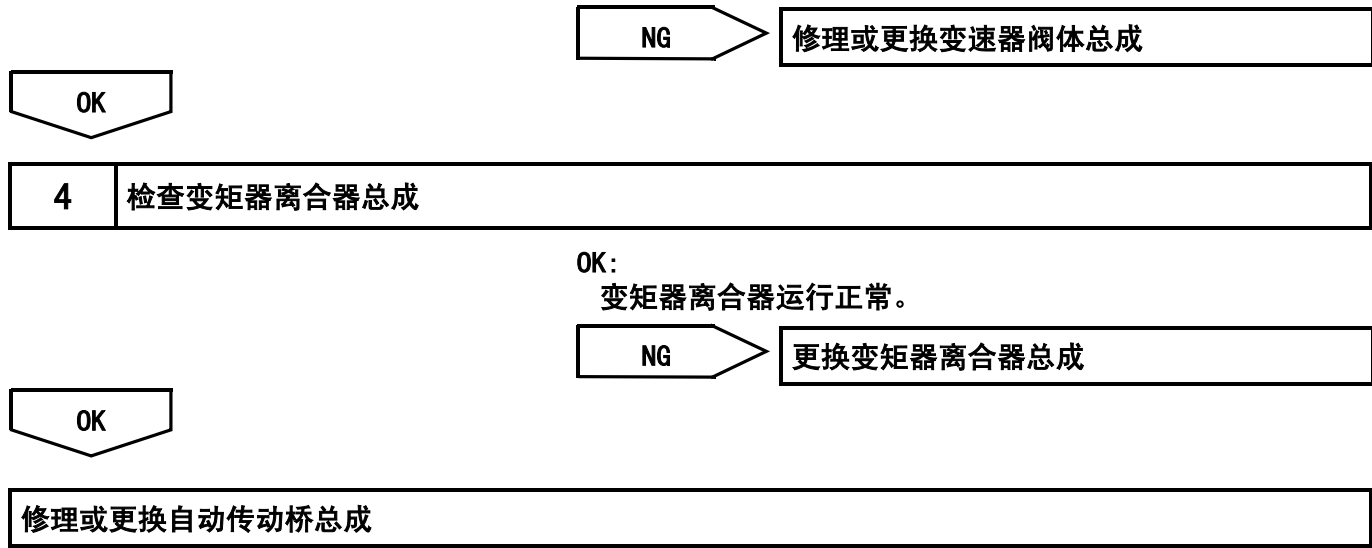 NG
修理或更换变速器阀体总成
OK
4
检查变矩器离合器总成
OK:
变矩器离合器运行正常。
NG
更换变矩器离合器总成
OK
修理或更换自动传动桥总成